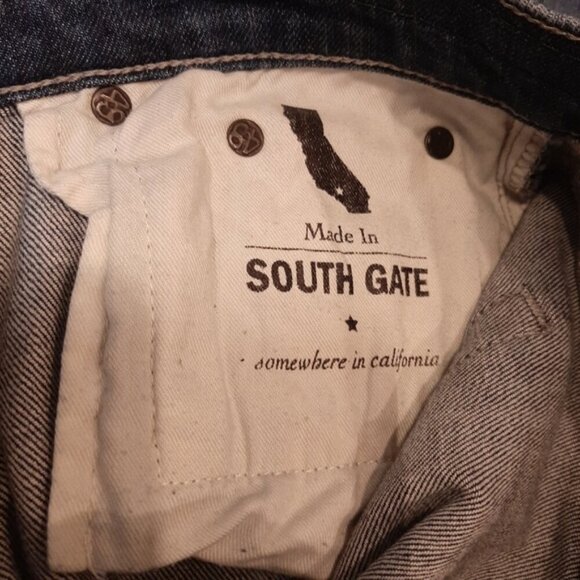 Made In
SOUTH GATE
somewhere in california